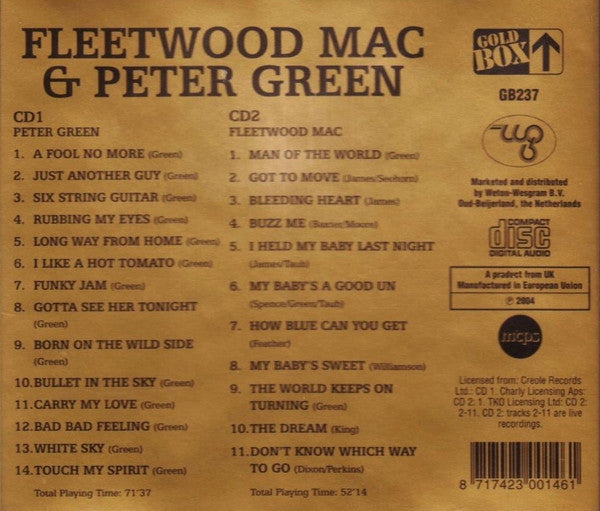 FLEETWOOD MAC
& PETER GREEN
CD1
PETER GREEN
1. A FOOL NO MORE (Green)
2. JUST ANOTHER GUY (Green)
3. SIX STRING GUITAR (Green)
4. RUBBING MY EYES (Green)
5. LONG WAY FROM HOME (Green)
6. I LIKE A HOT TOMATO (Green)
7. FUNKY JAM (Green)
8. GOTTA SEE HER TONIGHT
(Green)
9. BORN ON THE WILD SIDE
(Green)
10. BULLET IN THE SKY (Green)
11. CARRY MY LOVE (Green)
12. BAD BAD FEELING (Green)
13. WHITE SKY (Green)
14. TOUCH MY SPIRIT (Green)
Total Playing Time: 71'37
CD2
FLEETWOOD MAC
1. MAN OF THE WORLD (Green)
2. GOT TO MOVE (James/Seehorn)
3. BLEEDING HEART (James)
4. BUZZ ME (Baxter/Moore)
5. I HELD MY BABY LAST NIGHT
(James/Taub)
6. MY BABY'S A GOOD UN
(Spence/Green/Taub)
7. HOW BLUE CAN YOU GET
(Feather)
8. MY BABY'S SWEET (Williamson)
9. THE WORLD KEEPS ON
TURNING (Green)
10. THE DREAM (King)
11. DON'T KNOW WHICH WAY
TO GO (Dixon/Perkins)
Total Playing Time: 52'14
GOLD
BOX
GB237
Marketed and distributed
by Weton-Wesgram B.V.
Oud-Beijerland, the Netherlands
COMPACT
disc
DIGITAL AUDIO
A product from UK
Manufactured in European Union
℗ 2004
mcps
Licensed from: Creole Records
Ltd.: CD 1. Charly Licensing Aps:
CD 2: 1. TKO Licensing Ltd: CD 2:
2-11. CD 2: tracks 2-11 are live
recordings.
8 717423 001461